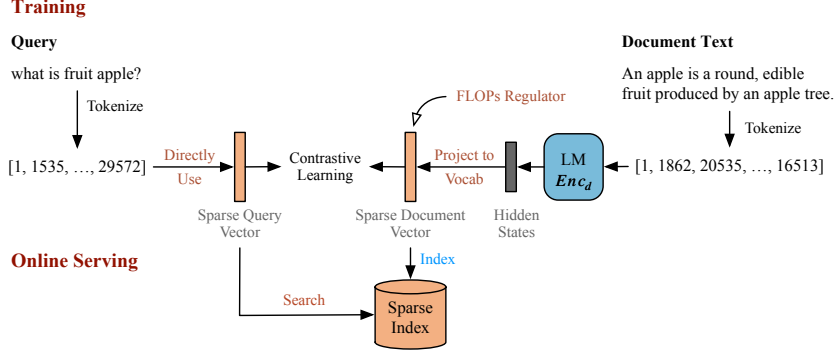 Training
Query
Document Text
what is fruit apple?
An apple is a round, edible
fruit produced by an apple tree.
Tokenize
FLOPs Regulator
Tokenize
[1, 1535, …, 29572]
Directly
Use
Contrastive
Learning
Project to
Vocab
LM
Enc_d
[1, 1862, 20535, …, 16513]
Sparse Query
Vector
Sparse Document
Vector
Hidden
States
Online Serving
Index
Search
Sparse
Index